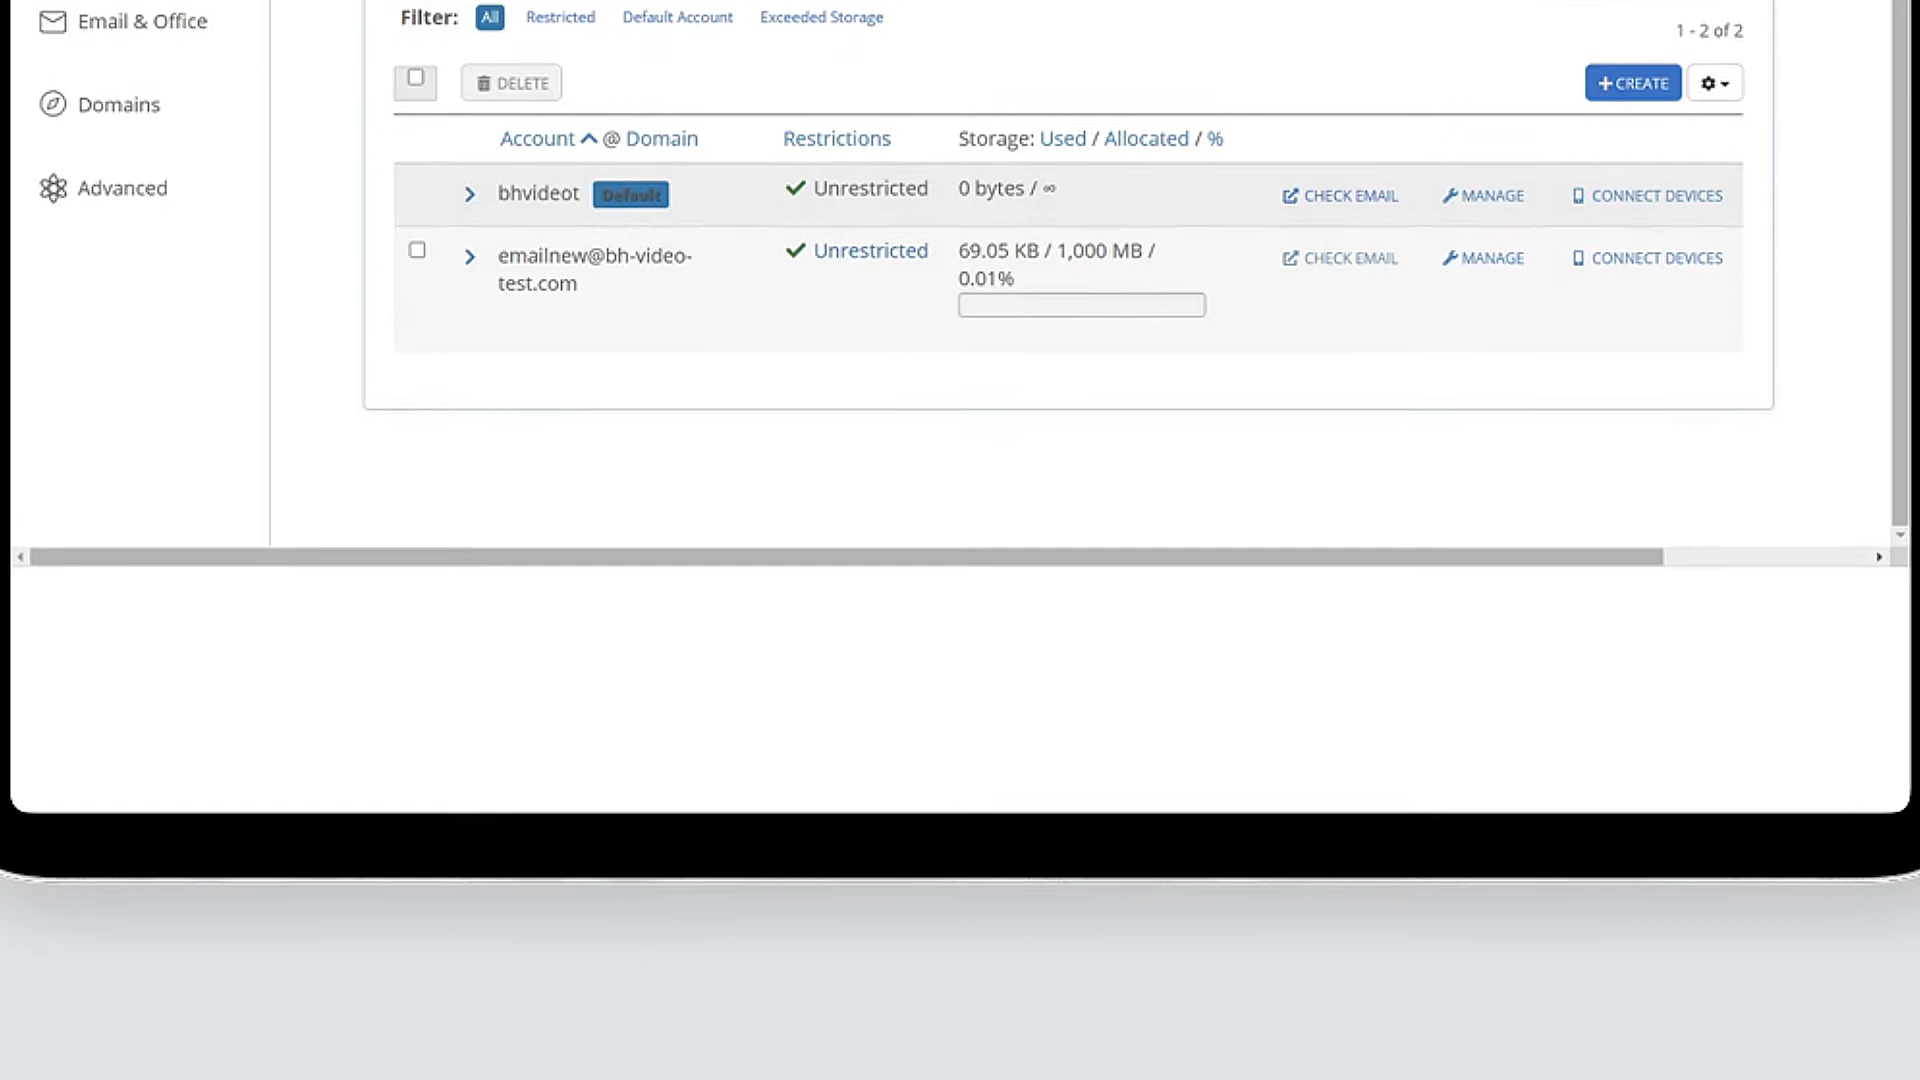 Email & Office
Filter: All Restricted Default Account Exceeded Storage
1 - 2 of 2
DELETE
+ CREATE
Domains
Account @ Domain Restrictions Storage: Used / Allocated / %
Advanced
bhvideot Default Unrestricted 0 bytes / ∞ CHECK EMAIL MANAGE CONNECT DEVICES
emailnew@bh-video-
test.com
Unrestricted
69.05 KB / 1,000 MB /
0.01%
CHECK EMAIL MANAGE CONNECT DEVICES